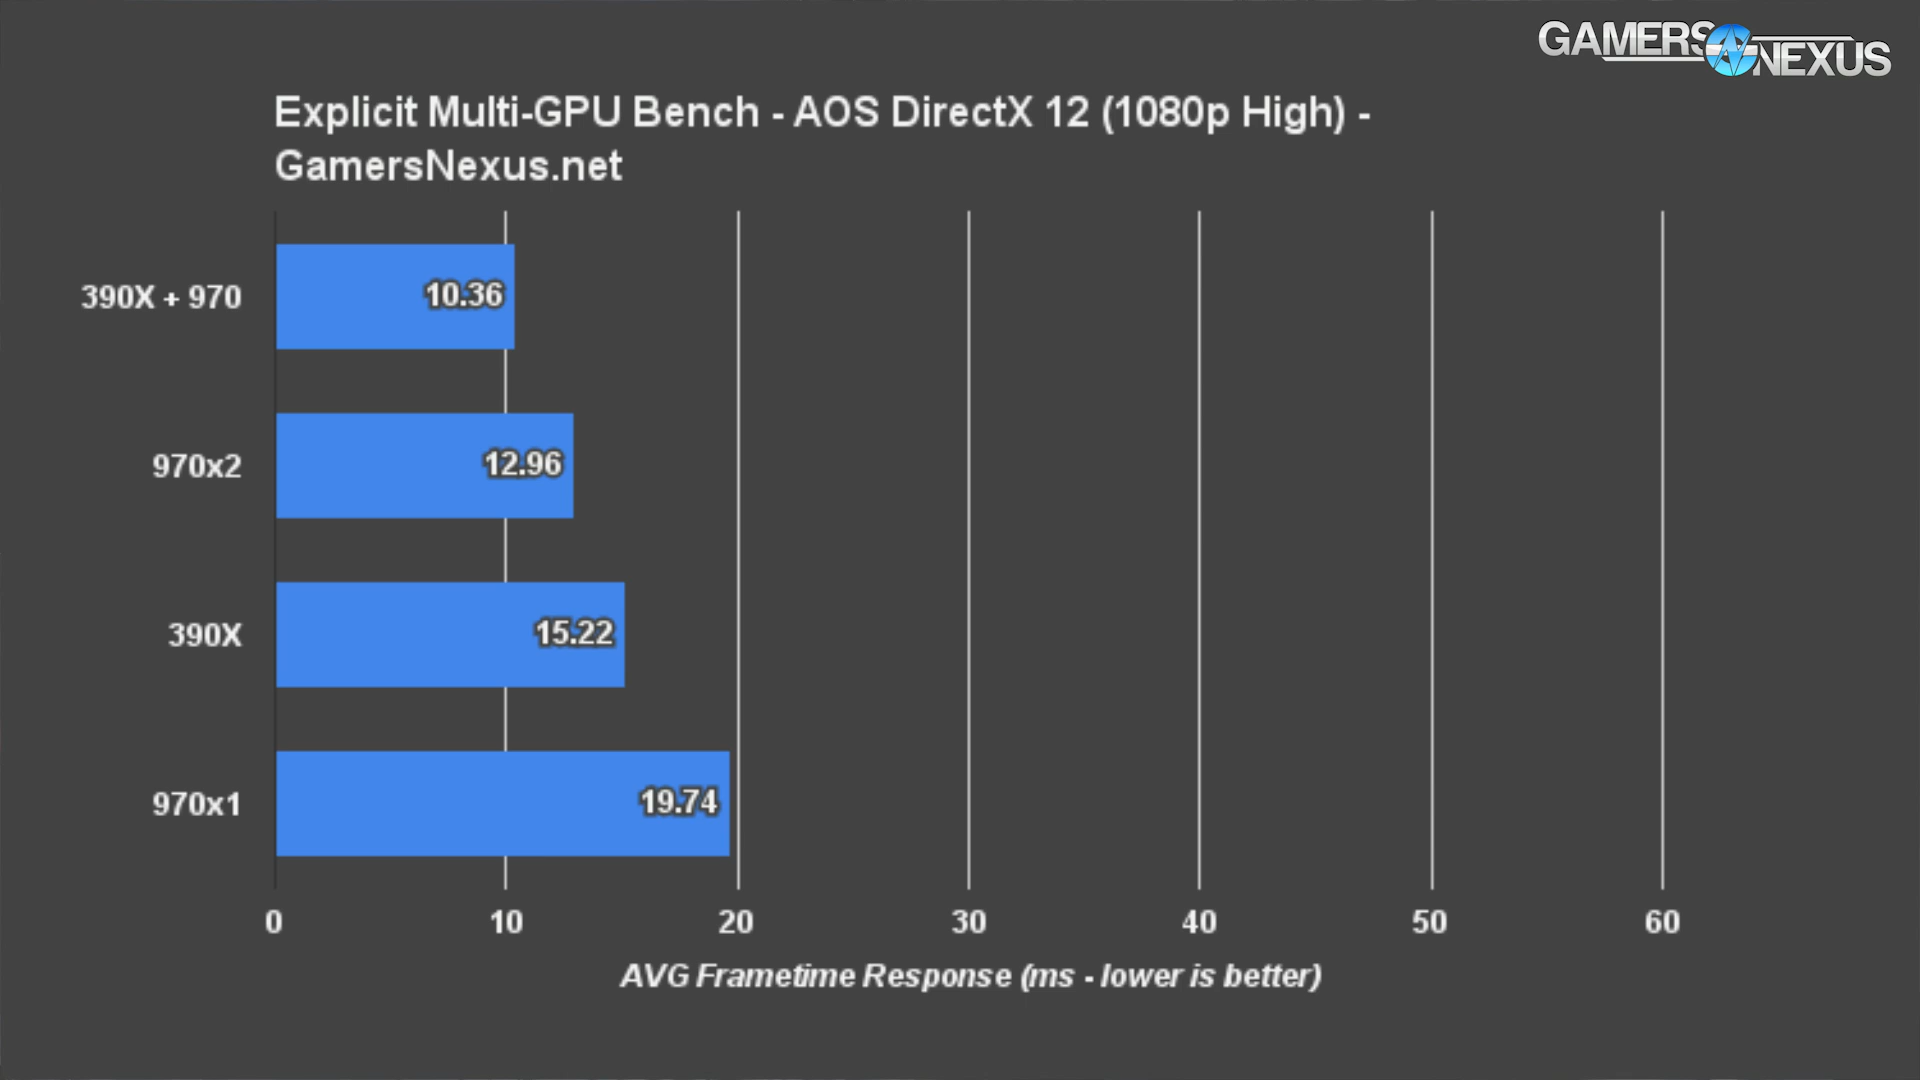 GAMERS NEXUS
Explicit Multi-GPU Bench - AOS DirectX 12 (1080p High) -
GamersNexus.net
390X + 970
10.36
970x2
12.96
390X
15.22
970x1
19.74
0 10 20 30 40 50 60
AVG Frametime Response (ms - lower is better)